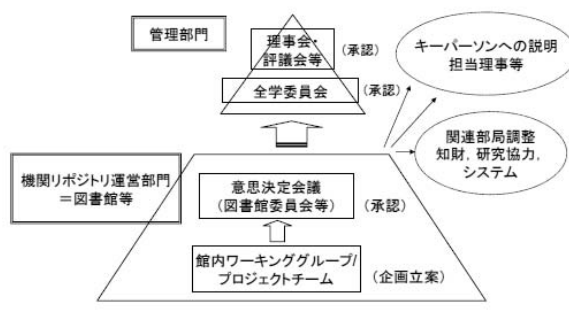 管理部門
理事会・
評議会等
(承認)
全学委員会
(承認)
キーパーソンへの説明
担当理事等
関連部局調整
知財，研究協力，
システム
機関リポジトリ運営部門
＝図書館等
意思決定会議
(図書館委員会等)
(承認)
館内ワーキンググループ/
プロジェクトチーム
(企画立案)